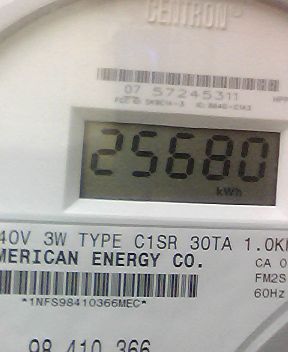 CENTRON
07 57245311
25680
kWh
40V 3W TYPE C1SR 30TA 1.0K
MERICAN ENERGY CO.
CA 0
FM2S
60Hz
*1NFS98410366MEC*
98 410 366